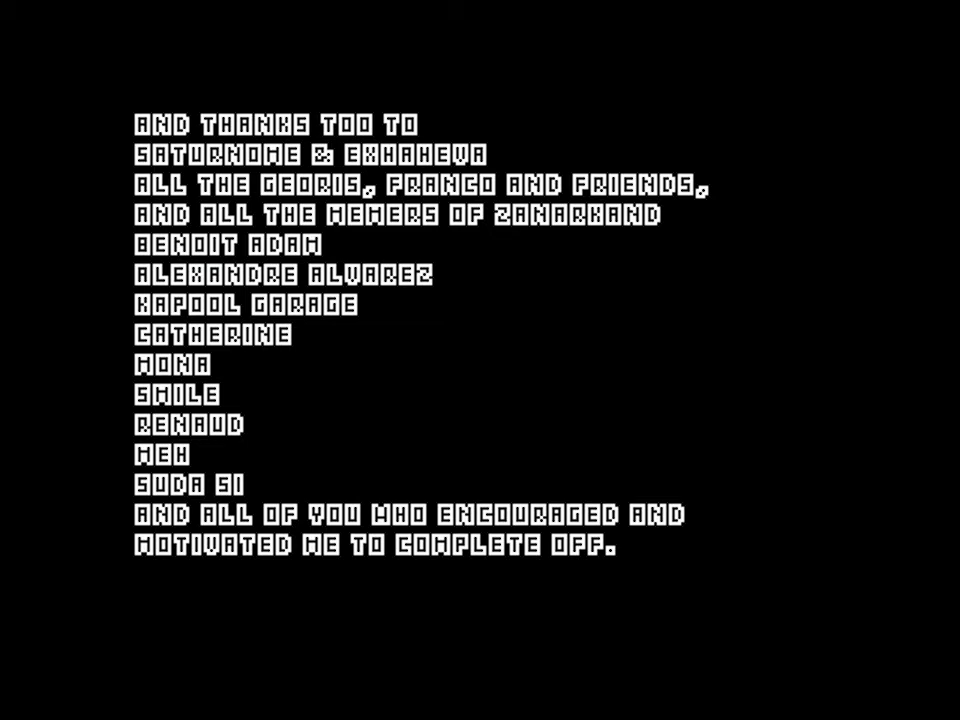 AND THANKS TOO TO
SATURNOME & EXHAHEVA
ALL THE GEORIS, FRANCO AND FRIENDS,
AND ALL THE MEMERS OF ZANARKAND
BENOIT ADAM
ALEXANDRE ALVAREZ
KAPOOL GARAGE
CATHERINE
MONA
SMILE
RENAUD
MEH
SUDA 51
AND ALL OF YOU WHO ENCOURAGED AND
MOTIVATED ME TO COMPLETE OFF.